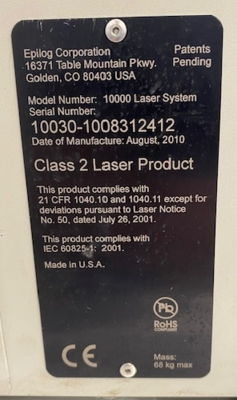 Epilog Corporation
16371 Table Mountain Pkwy.
Golden, CO 80403 USA
Patents
Pending
Model Number: 10000 Laser System
Serial Number:
10030-1008312412
Date of Manufacture: August, 2010
Class 2 Laser Product
This product complies with
21 CFR 1040.10 and 1040.11 except for
deviations pursuant to Laser Notice
No. 50, dated July 26, 2001.
This product complies with
IEC 60825-1: 2001.
Made in U.S.A.
Pb
RoHS
COMPLIANT
CE
Mass:
68 kg max